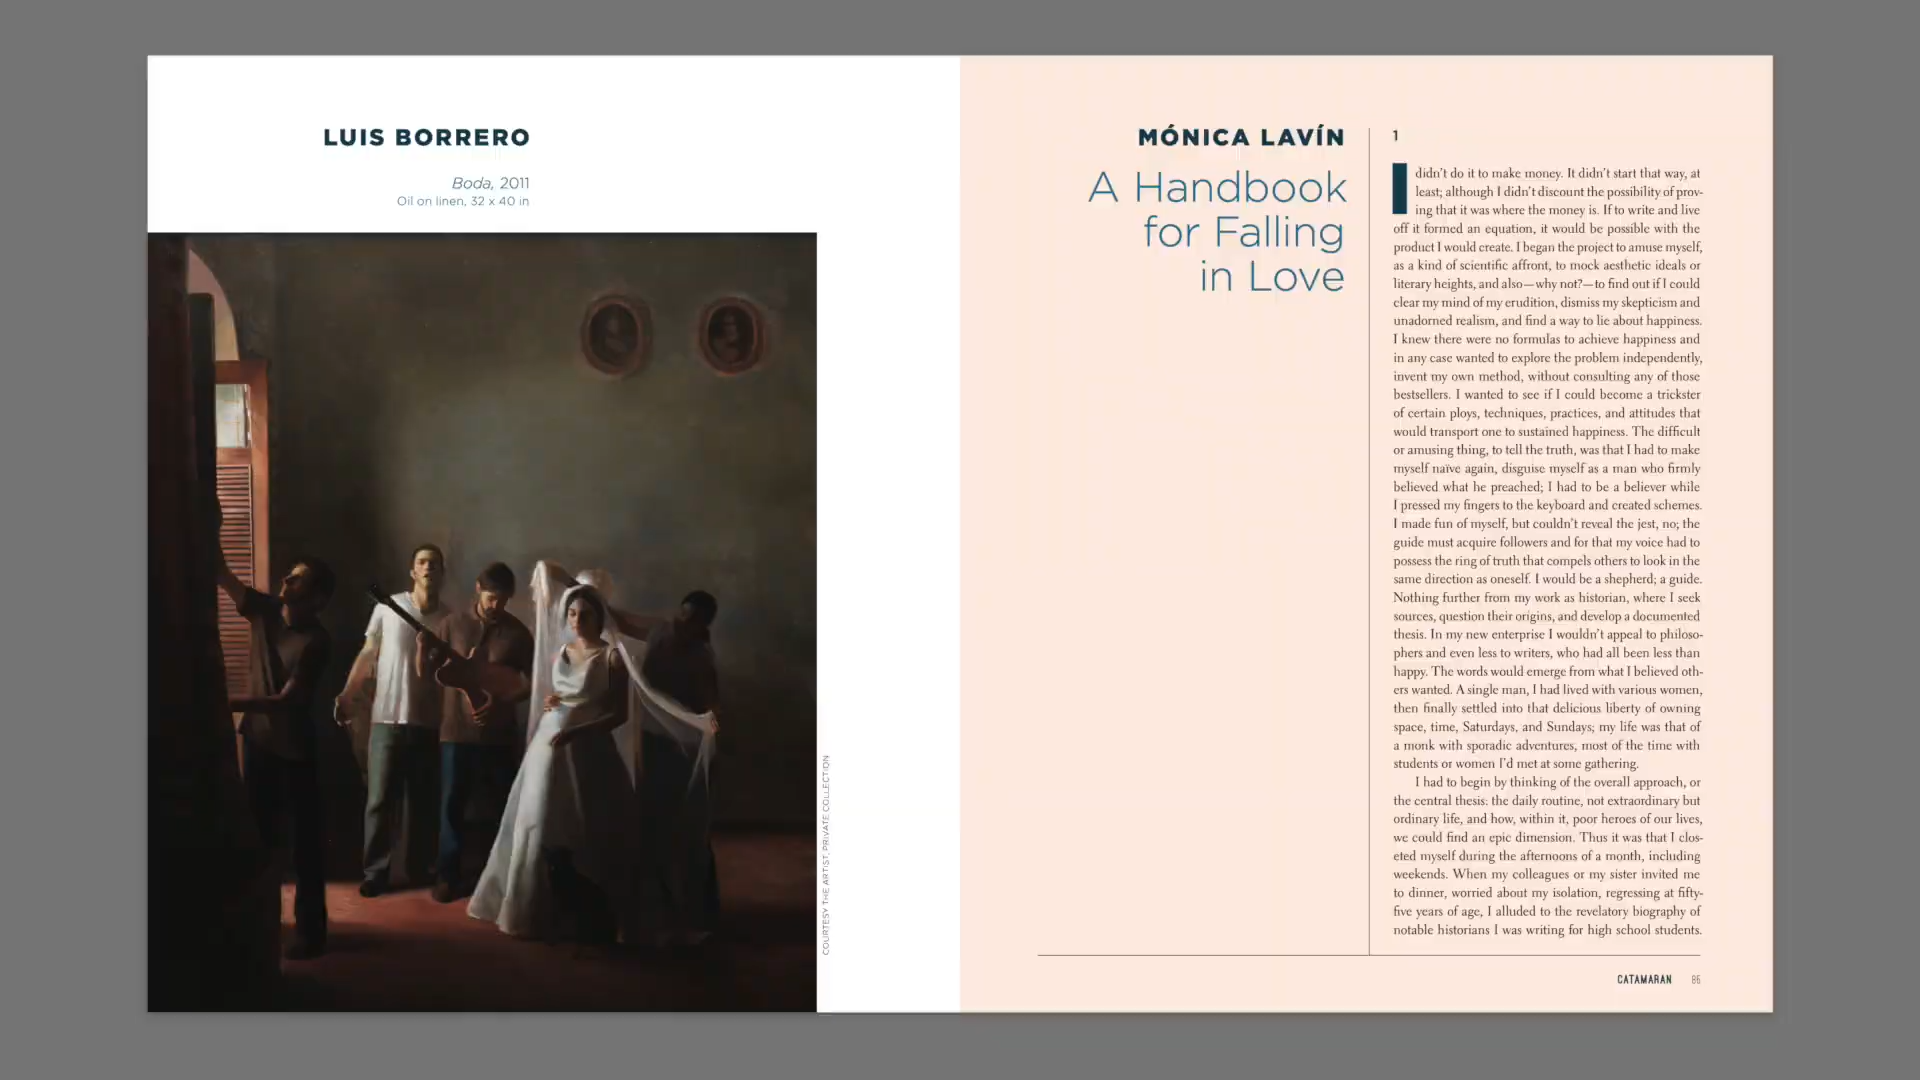 LUIS BORRERO
Boda, 2011
Oil on linen, 32 x 40 in
COURTESY THE ARTIST, PRIVATE COLLECTION
MÓNICA LAVÍN
A Handbook
for Falling
in Love
1
I didn't do it to make money. It didn't start that way, at
least; although I didn't discount the possibility of prov-
ing that it was where the money is. If to write and live
off it formed an equation, it would be possible with the
product I would create. I began the project to amuse myself,
as a kind of scientific affront, to mock aesthetic ideals or
literary heights, and also—why not?—to find out if I could
clear my mind of my erudition, dismiss my skepticism and
unadorned realism, and find a way to lie about happiness.
I knew there were no formulas to achieve happiness and
in any case wanted to explore the problem independently,
invent my own method, without consulting any of those
bestsellers. I wanted to see if I could become a trickster
of certain ploys, techniques, practices, and attitudes that
would transport one to sustained happiness. The difficult
or amusing thing, to tell the truth, was that I had to make
myself naïve again, disguise myself as a man who firmly
believed what he preached; I had to be a believer while
I pressed my fingers to the keyboard and created schemes.
I made fun of myself, but couldn't reveal the jest, no; the
guide must acquire followers and for that my voice had to
possess the ring of truth that compels others to look in the
same direction as oneself. I would be a shepherd; a guide.
Nothing further from my work as historian, where I seek
sources, question their origins, and develop a documented
thesis. In my new enterprise I wouldn't appeal to philoso-
phers and even less to writers, who had all been less than
happy. The words would emerge from what I believed oth-
ers wanted. A single man, I had lived with various women,
then finally settled into that delicious liberty of owning
space, time, Saturdays, and Sundays; my life was that of
a monk with sporadic adventures, most of the time with
students or women I'd met at some gathering.
I had to begin by thinking of the overall approach, or
the central thesis: the daily routine, not extraordinary but
ordinary life, and how, within it, poor heroes of our lives,
we could find an epic dimension. Thus it was that I clos-
eted myself during the afternoons of a month, including
weekends. When my colleagues or my sister invited me
to dinner, worried about my isolation, regressing at fifty-
five years of age, I alluded to the revelatory biography of
notable historians I was writing for high school students.
CATAMARAN 85